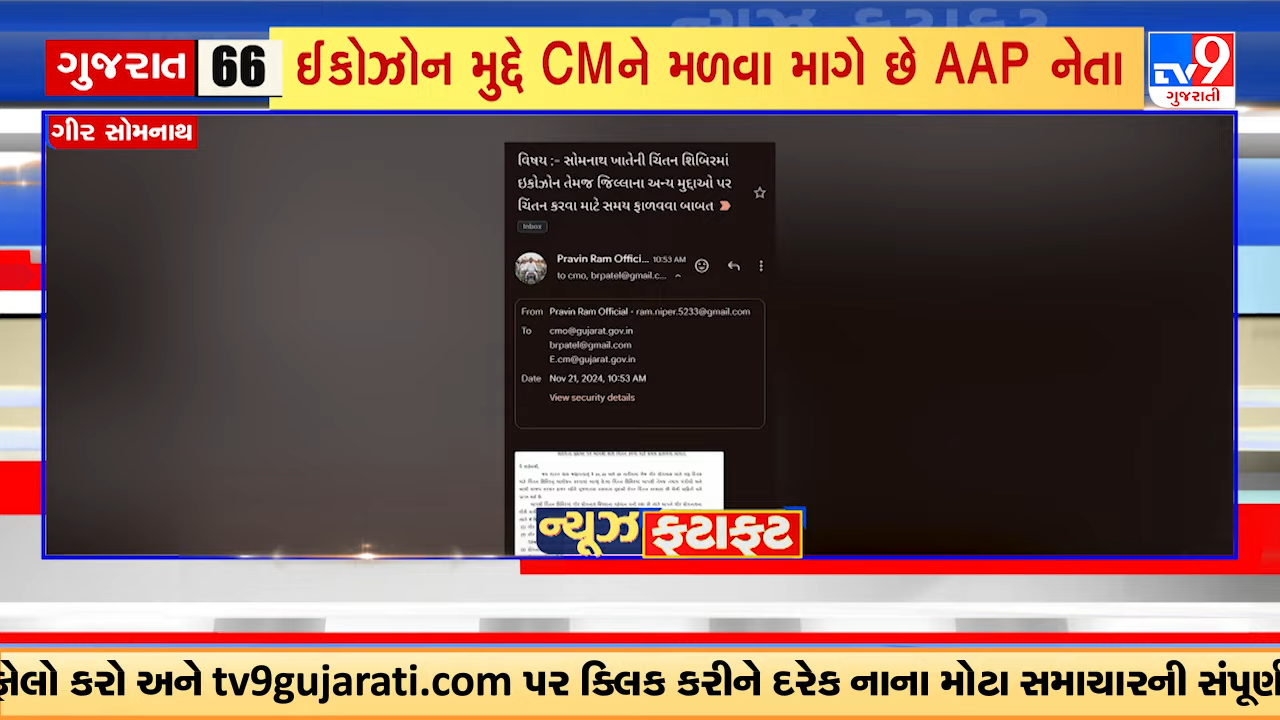 ન્યૂઝ ફટાફટ
ગુજરાત 66 ઈકોઝોન મુદ્દે CMને મળવા માગે છે AAP નેતા
tv9
ગુજરાતી
ગીર સોમનાથ
વિષય :- સોમનાથ ખાતેની ચિંતન શિબિરમાં
ઇકોઝોન તેમજ જિલ્લાના અન્ય મુદ્દાઓ પર
ચિંતન કરવા માટે સમય ફાળવવા બાબત
Inbox
Pravin Ram Offici... 10:53 AM
to cmo, brpatel@gmail.c...
From Pravin Ram Official - ram.niper.5233@gmail.com
To cmo@gujarat.gov.in
brpatel@gmail.com
E.cm@gujarat.gov.in
Date Nov 21, 2024, 10:53 AM
View security details
ન્યૂઝ ફટાફટ
કરો અને tv9gujarati.com પર ક્લિક કરીને દરેક નાના મોટા સમાચારની